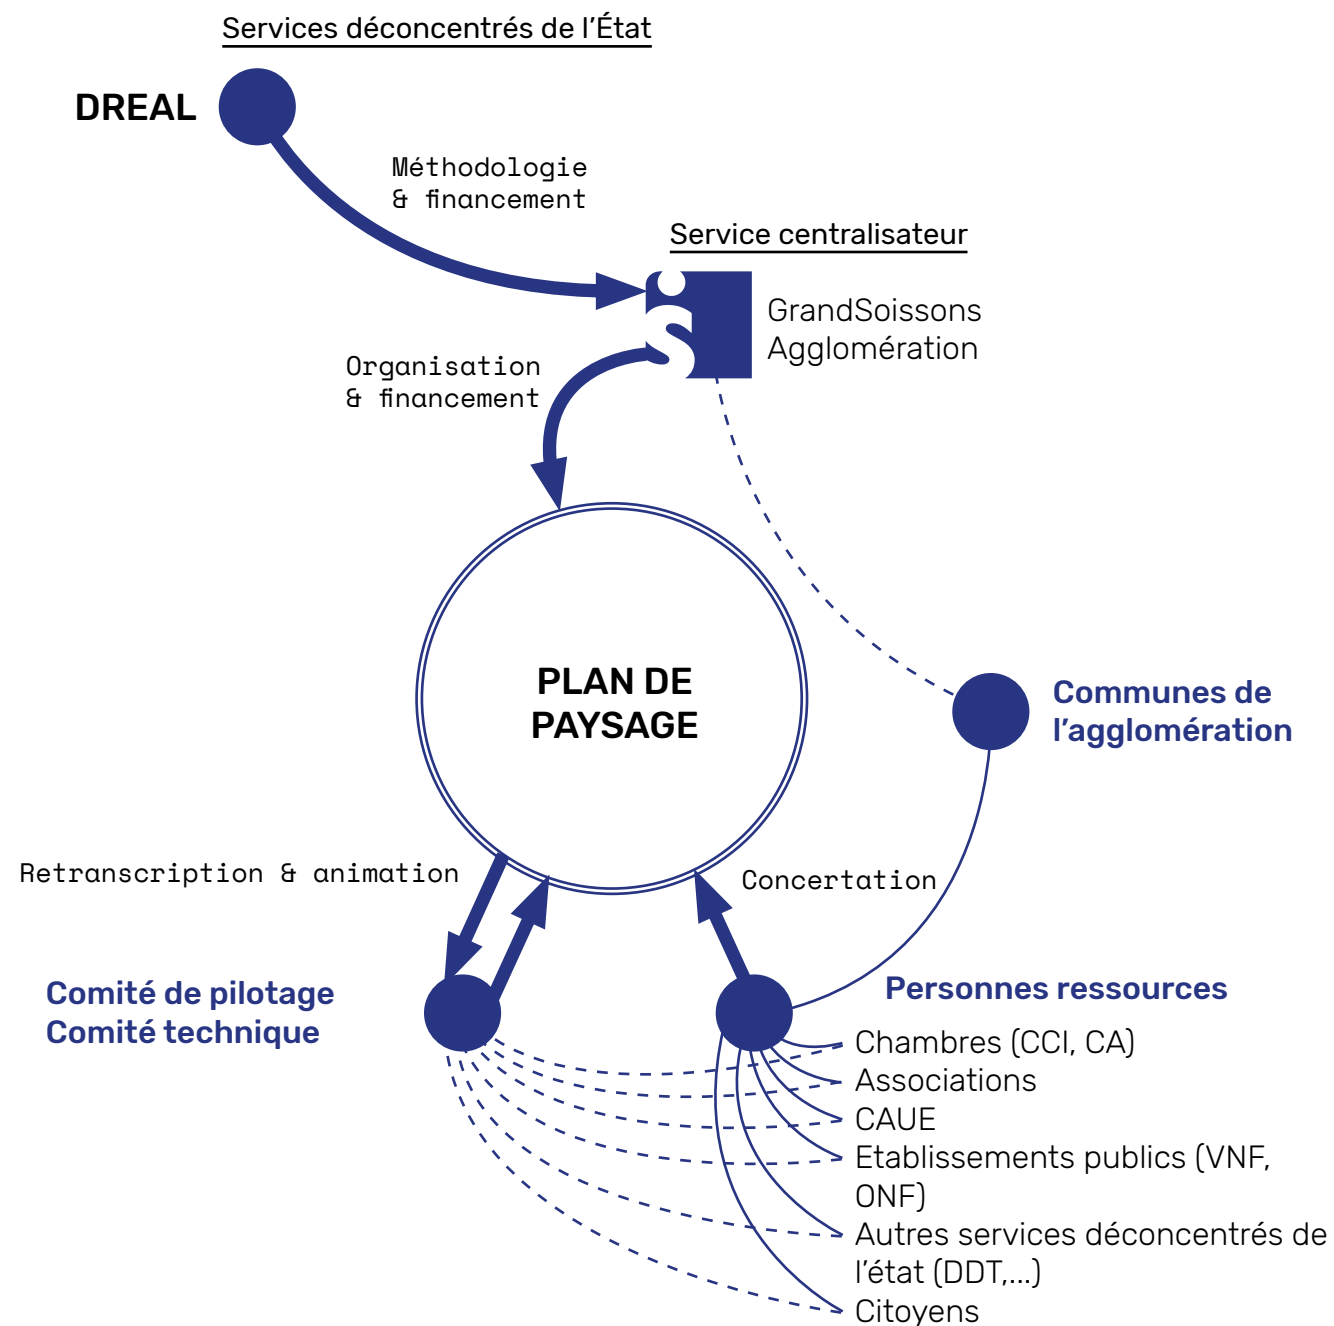 Services déconcentrés de l'État
DREAL
Méthodologie
& financement
Service centralisateur
GrandSoissons
Agglomération
Organisation
& financement
PLAN DE
PAYSAGE
Communes de
l'agglomération
Retranscription & animation
Concertation
Comité de pilotage
Comité technique
Personnes ressources
Chambres (CCI, CA)
Associations
CAUE
Etablissements publics (VNF,
ONF)
Autres services déconcentrés de
l'état (DDT,...)
Citoyens